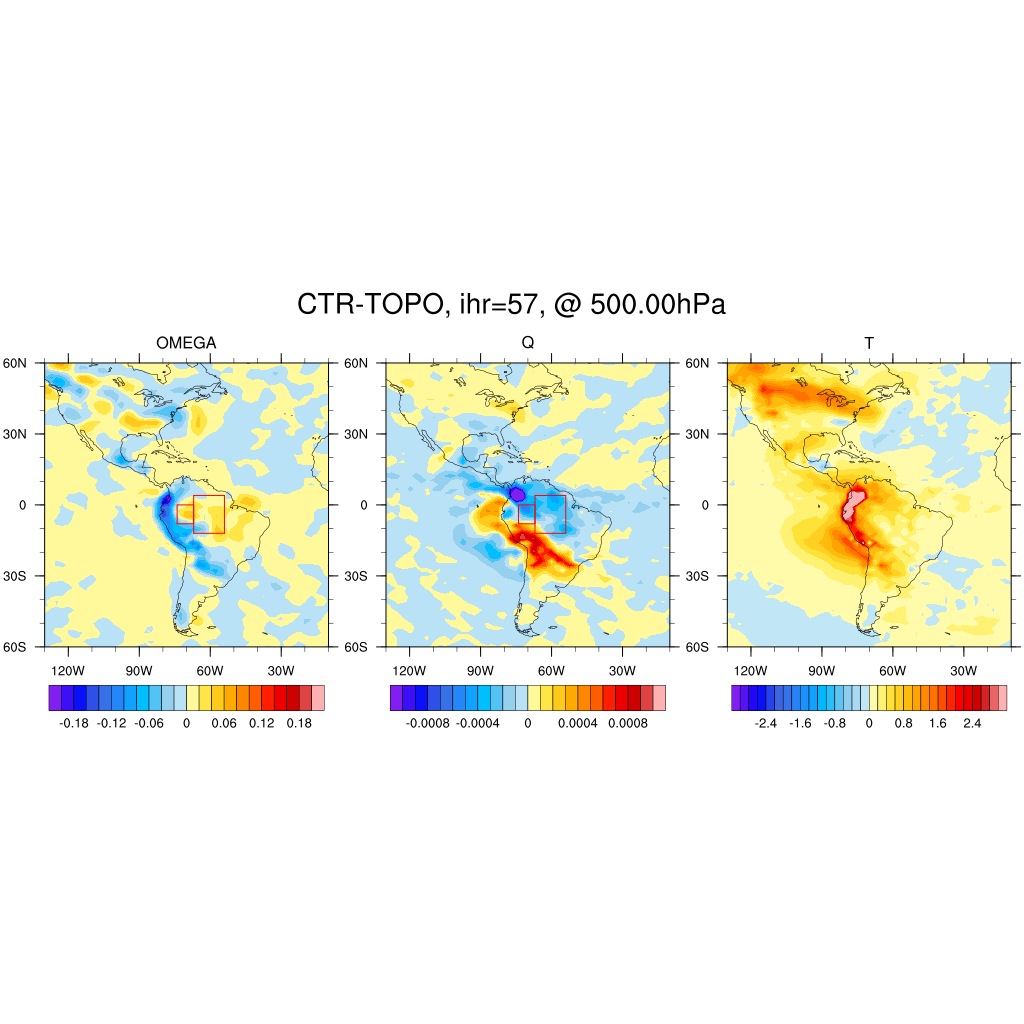 CTR-TOPO, ihr=57, @ 500.00hPa
OMEGA
Q
T
60N
30N
0
30S
60S
120W 90W 60W 30W
60N
30N
0
30S
60S
120W 90W 60W 30W
60N
30N
0
30S
60S
120W 90W 60W 30W
-0.18 -0.12 -0.06 0 0.06 0.12 0.18
-0.0008 -0.0004 0 0.0004 0.0008
-2.4 -1.6 -0.8 0 0.8 1.6 2.4